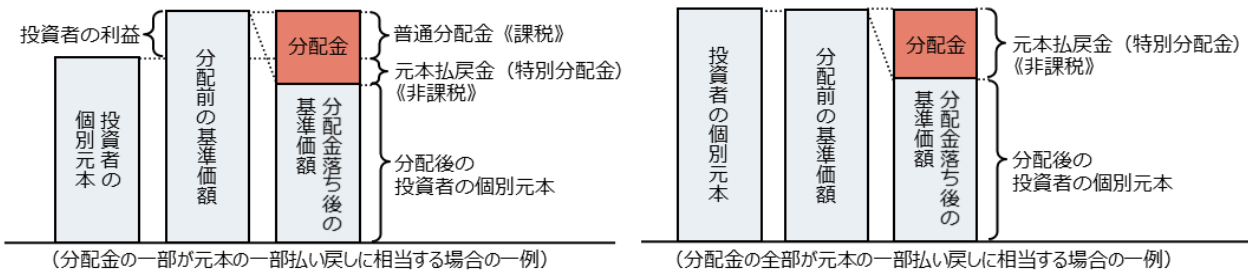 投資者の利益
投資者の
個別元本
分配前の基準価額
分配金
分配金落ち後の
基準価額
普通分配金《課税》
元本払戻金（特別分配金）
《非課税》
分配後の
投資者の個別元本
（分配金の一部が元本の一部払い戻しに相当する場合の一例）
投資者の個別元本
分配前の基準価額
分配金
分配金落ち後の
基準価額
元本払戻金（特別分配金）
《非課税》
分配後の
投資者の個別元本
（分配金の全部が元本の一部払い戻しに相当する場合の一例）